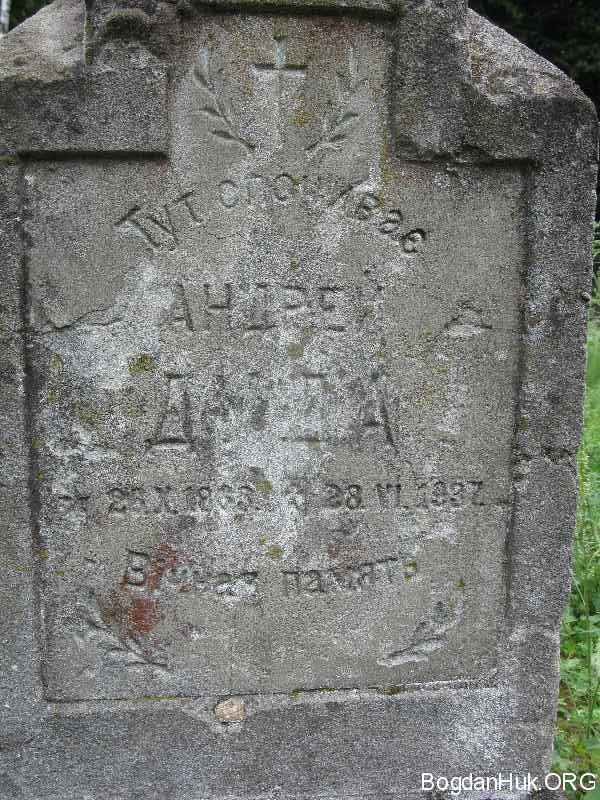 Тут спочиває
АНДРЕЙ
28. VI. 1937.
Вічная память
BogdanHuk.ORG